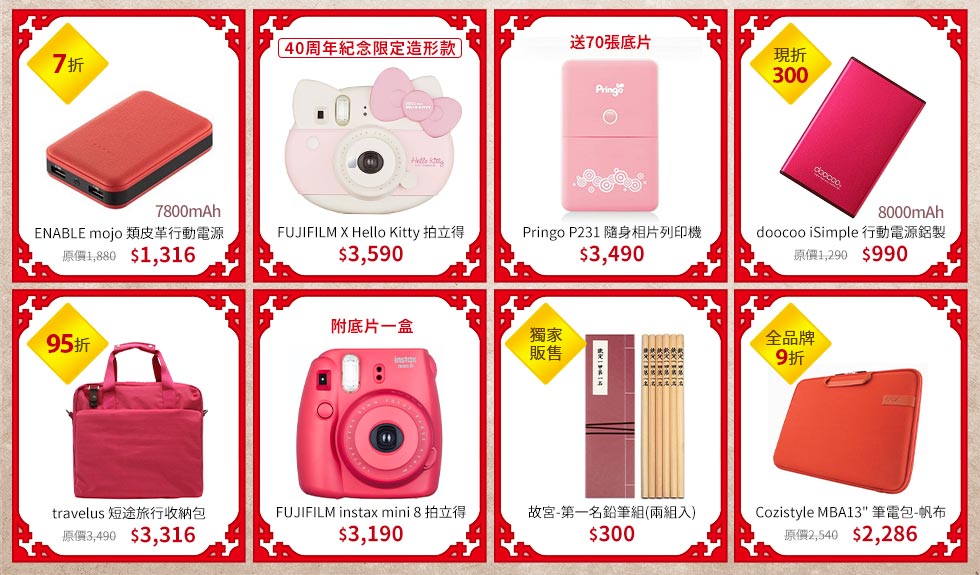 7折
7800mAh
ENABLE mojo 類皮革行動電源
原價1,880 $1,316
40周年紀念限定造形款
Hello Kitty
FUJIFILM X Hello Kitty 拍立得
$3,590
送70張底片
Pringo
Pringo P231 隨身相片列印機
$3,490
現折
300
doocoo
8000mAh
doocoo iSimple 行動電源鋁製
原價1,290 $990
95折
travelus 短途旅行收納包
原價3,490 $3,316
附底片一盒
instax
mini 8
FUJIFILM instax mini 8 拍立得
$3,190
獨家
販售
故宮-第一名鉛筆組(兩組入)
$300
全品牌
9折
Cozistyle MBA13" 筆電包-帆布
原價2,540 $2,286